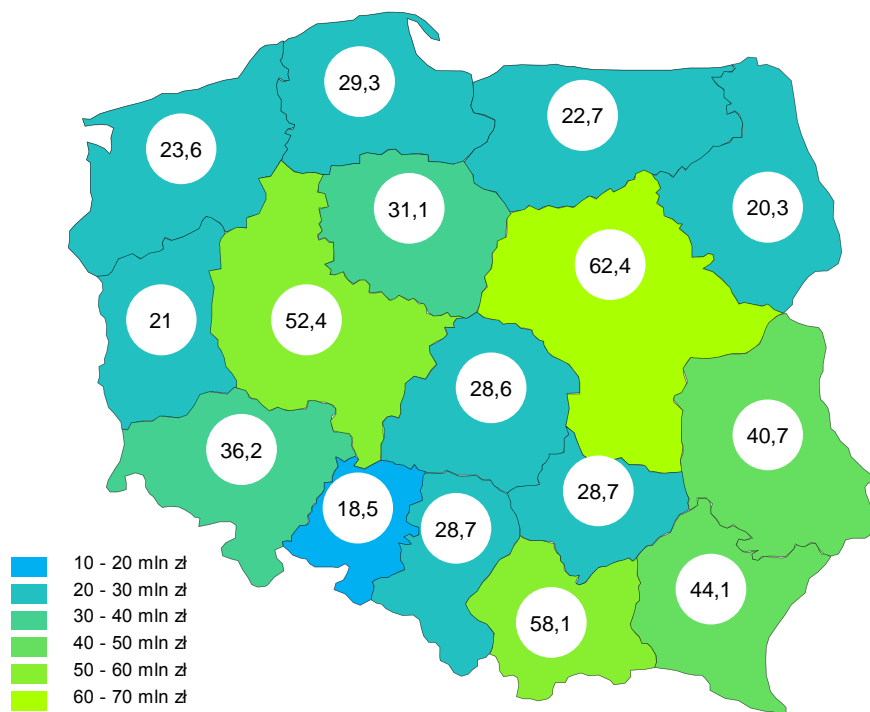 29,3
22,7
23,6
31,1
20,3
62,4
21
52,4
28,6
36,2
40,7
28,7
18,5
28,7
44,1
58,1
10 - 20 mln zł
20 - 30 mln zł
30 - 40 mln zł
40 - 50 mln zł
50 - 60 mln zł
60 - 70 mln zł